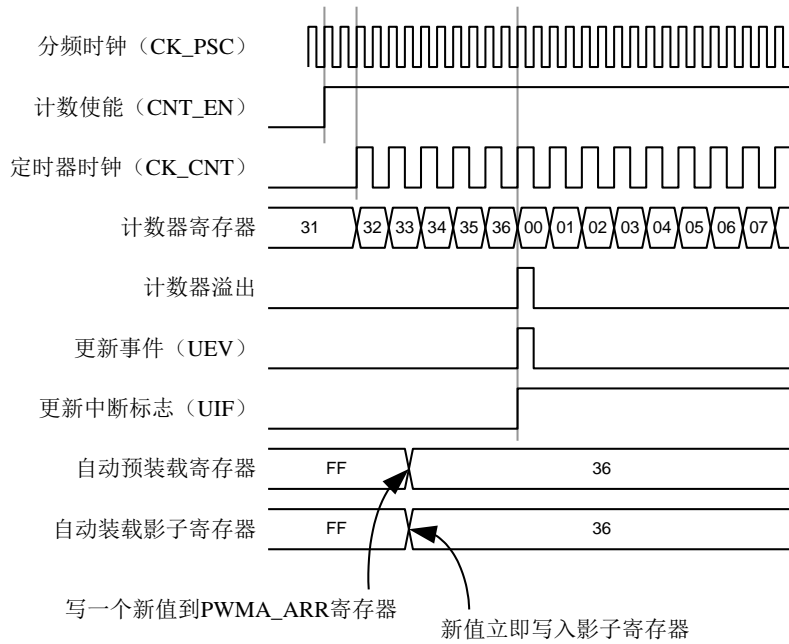 分频时钟（CK_PSC）
计数使能（CNT_EN）
定时器时钟（CK_CNT）
计数器寄存器 31 32 33 34 35 36 00 01 02 03 04 05 06 07
计数器溢出
更新事件（UEV）
更新中断标志（UIF）
自动预装载寄存器 FF 36
自动装载影子寄存器 FF 36
写一个新值到PWMA_ARR寄存器
新值立即写入影子寄存器